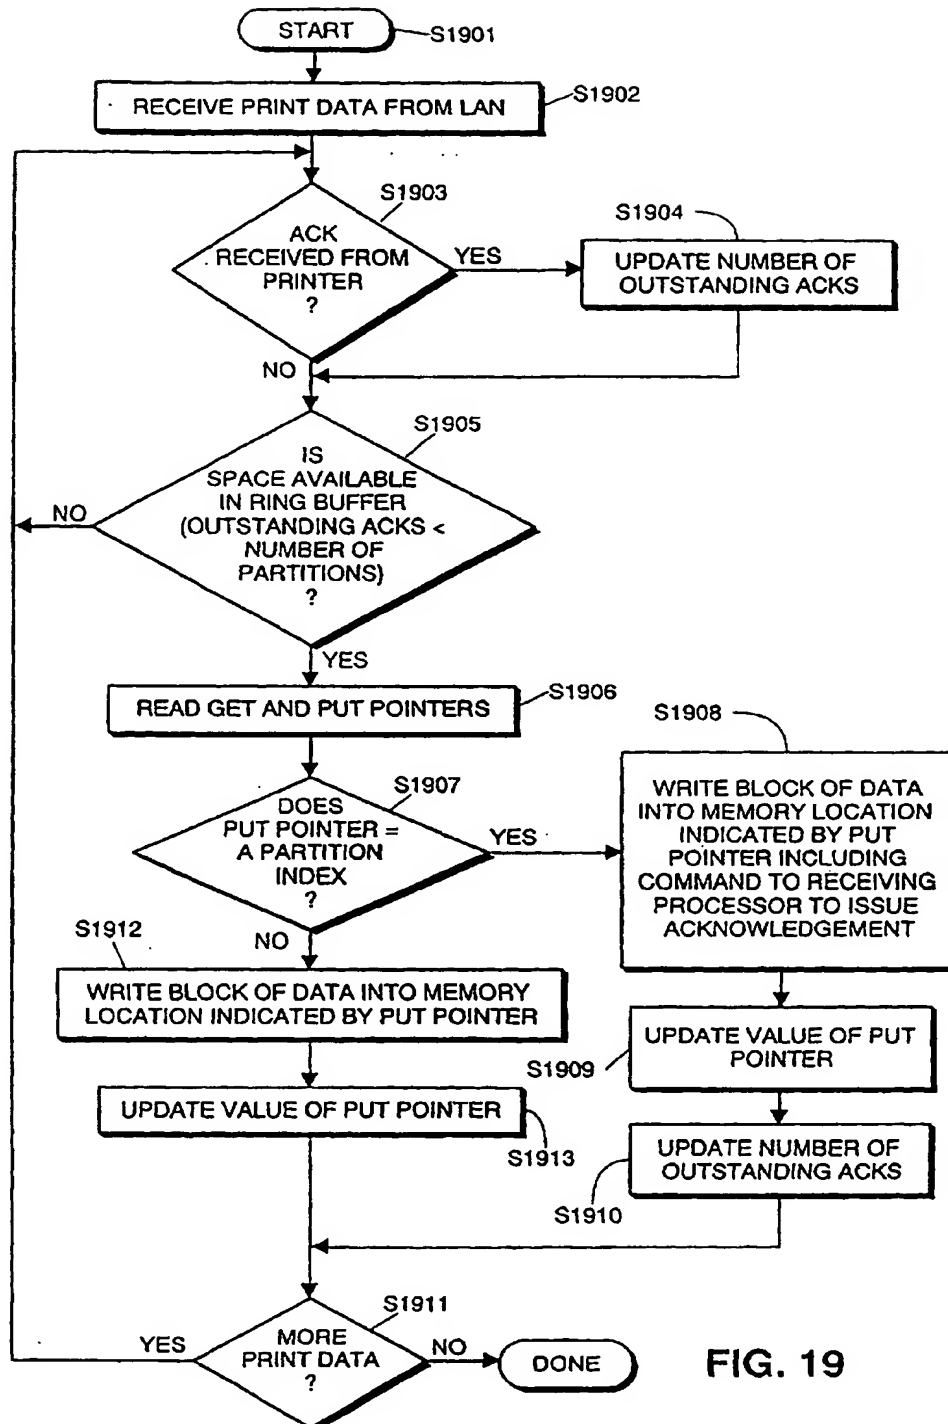 START
S1901
RECEIVE PRINT DATA FROM LAN
S1902
S1903
ACK
RECEIVED FROM
PRINTER
?
YES
S1904
UPDATE NUMBER OF
OUTSTANDING ACKS
NO
S1905
IS
SPACE AVAILABLE
IN RING BUFFER
(OUTSTANDING ACKS <
NUMBER OF
PARTITIONS)
?
NO
YES
S1906
READ GET AND PUT POINTERS
S1907
DOES
PUT POINTER =
A PARTITION
INDEX
?
YES
S1908
WRITE BLOCK OF DATA
INTO MEMORY LOCATION
INDICATED BY PUT
POINTER INCLUDING
COMMAND TO RECEIVING
PROCESSOR TO ISSUE
ACKNOWLEDGEMENT
NO
S1912
WRITE BLOCK OF DATA INTO MEMORY
LOCATION INDICATED BY PUT POINTER
UPDATE VALUE OF PUT
POINTER
S1909
UPDATE VALUE OF PUT POINTER
S1913
UPDATE NUMBER OF
OUTSTANDING ACKS
S1910
S1911
MORE
PRINT DATA
?
YES
NO
DONE
FIG. 19